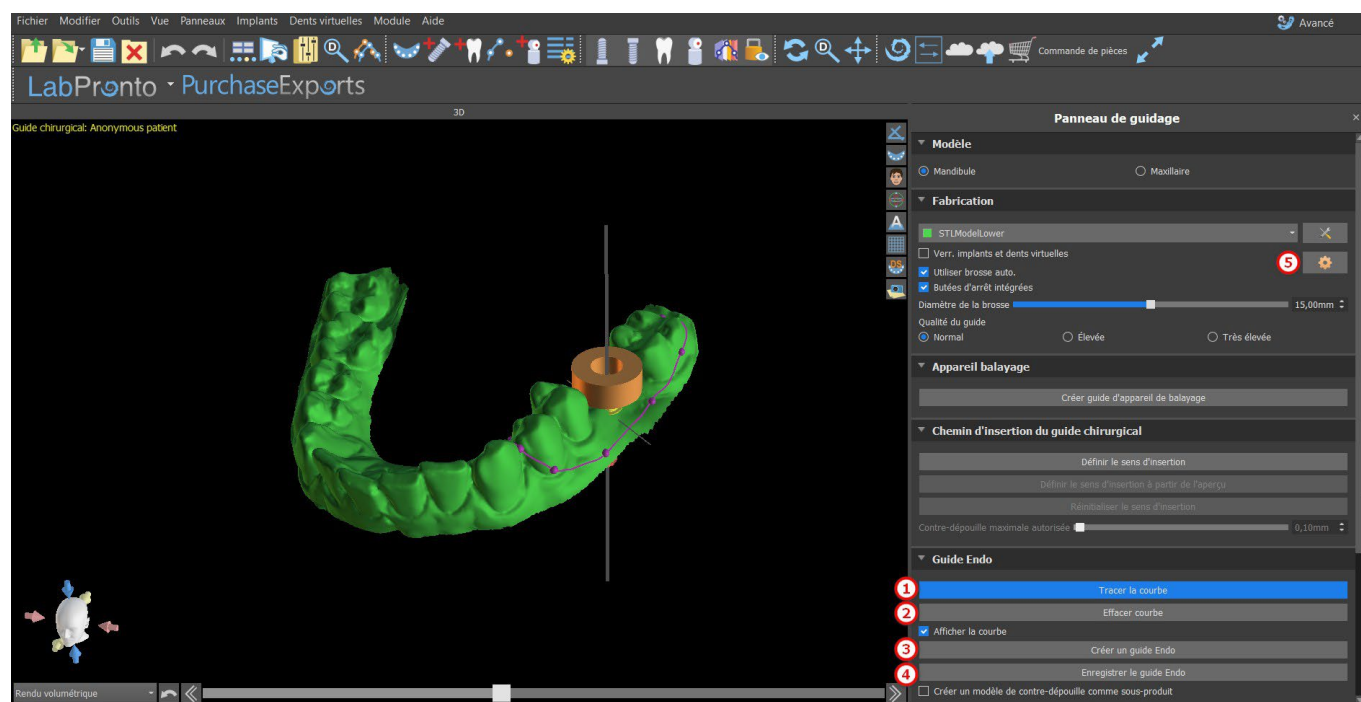 Fichier Modifier Outils Vue Panneaux Implants Dents virtuelles Module Aide
Avancé
Commande de pièces
LabPronto PurchaseExports
3D
Guide chirurgical: Anonymous patient
Panneau de guidage
Modèle
Mandibule Maxillaire
Fabrication
STLModelLower
Verr. implants et dents virtuelles
5
Utiliser brosse auto.
Butées d'arrêt intégrées
Diamètre de la brosse 15,00mm
Qualité du guide
Normal Élevée Très élevée
Appareil balayage
Créer guide d'appareil de balayage
Chemin d'insertion du guide chirurgical
Définir le sens d'insertion
Définir le sens d'insertion à partir de l'aperçu
Réinitialiser le sens d'insertion
Contre-dépouille maximale autorisée 0,10mm
Guide Endo
1 Tracer la courbe
2 Effacer courbe
Afficher la courbe
3 Créer un guide Endo
4 Enregistrer le guide Endo
Créer un modèle de contre-dépouille comme sous-produit
Rendu volumétrique
A
DS